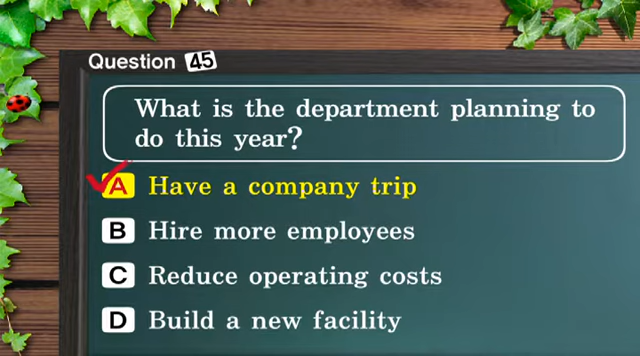 Question 45
What is the department planning to
do this year?
A Have a company trip
B Hire more employees
C Reduce operating costs
D Build a new facility